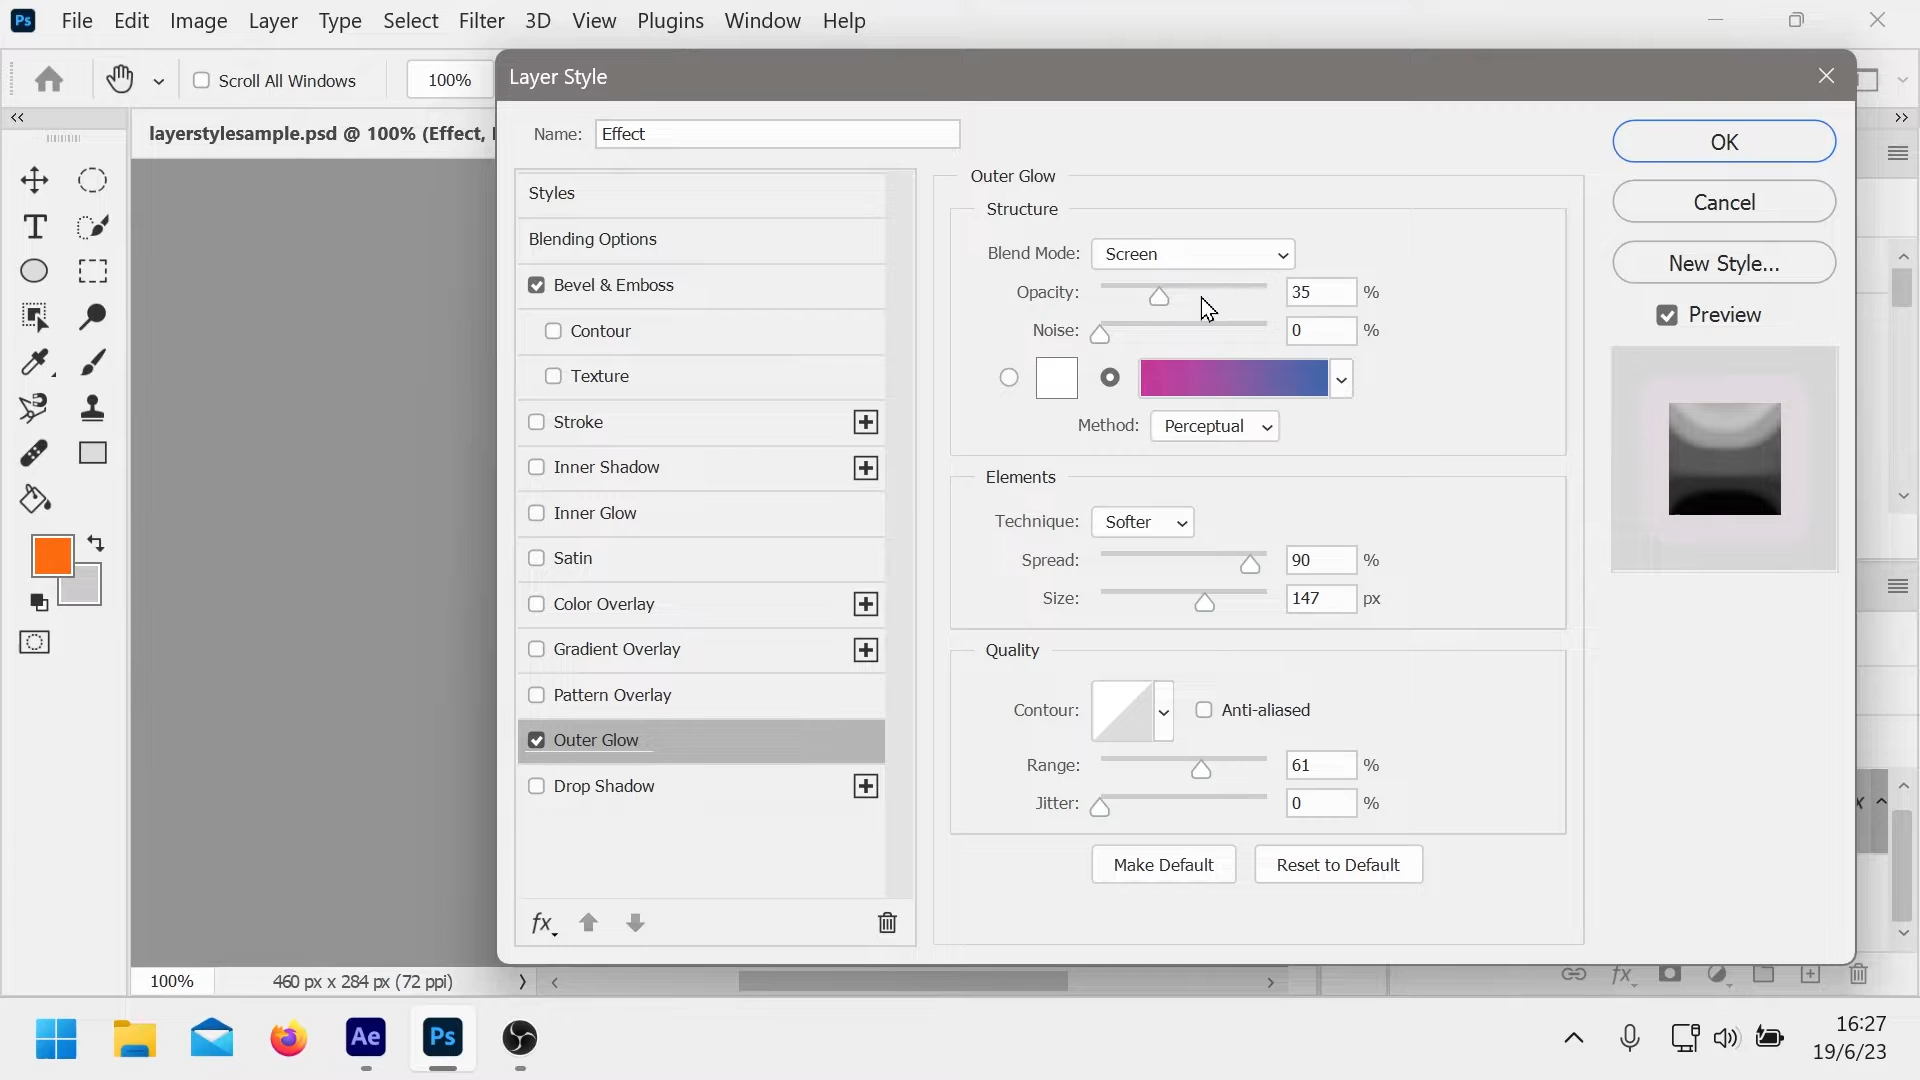 Ps File Edit Image Layer Type Select Filter 3D View Plugins Window Help
Scroll All Windows 100%
Layer Style
layerstylesample.psd @ 100% (Effect,
Name: Effect
Styles
Blending Options
Bevel & Emboss
Contour
Texture
Stroke
Inner Shadow
Inner Glow
Satin
Color Overlay
Gradient Overlay
Pattern Overlay
Outer Glow
Drop Shadow
fx
Outer Glow
Structure
Blend Mode: Screen
Opacity: 35 %
Noise: 0 %
Method: Perceptual
Elements
Technique: Softer
Spread: 90 %
Size: 147 px
Quality
Contour: Anti-aliased
Range: 61 %
Jitter: 0 %
Make Default Reset to Default
OK
Cancel
New Style...
Preview
T
100% 460 px x 284 px (72 ppi)
fx
Ae Ps
16:27
19/6/23